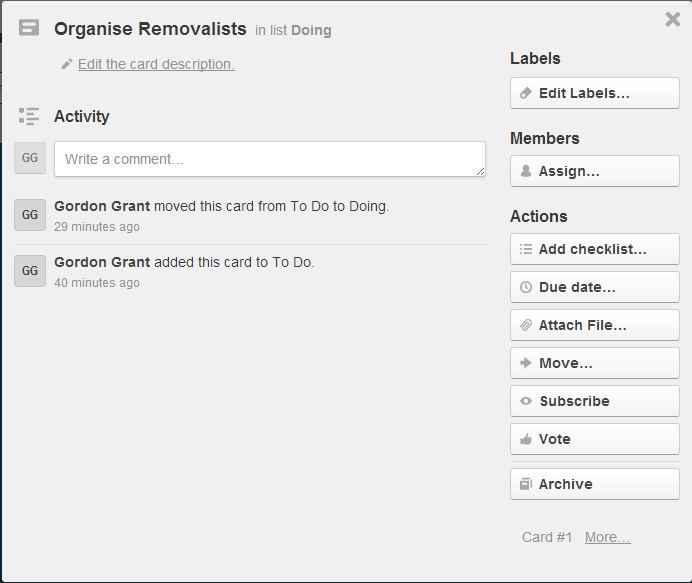 Organise Removalists in list Doing
Edit the card description.
Activity
GG
Write a comment…
GG
Gordon Grant moved this card from To Do to Doing.
29 minutes ago
GG
Gordon Grant added this card to To Do.
40 minutes ago
Labels
Edit Labels…
Members
Assign…
Actions
Add checklist…
Due date…
Attach File…
Move…
Subscribe
Vote
Archive
Card #1 More…